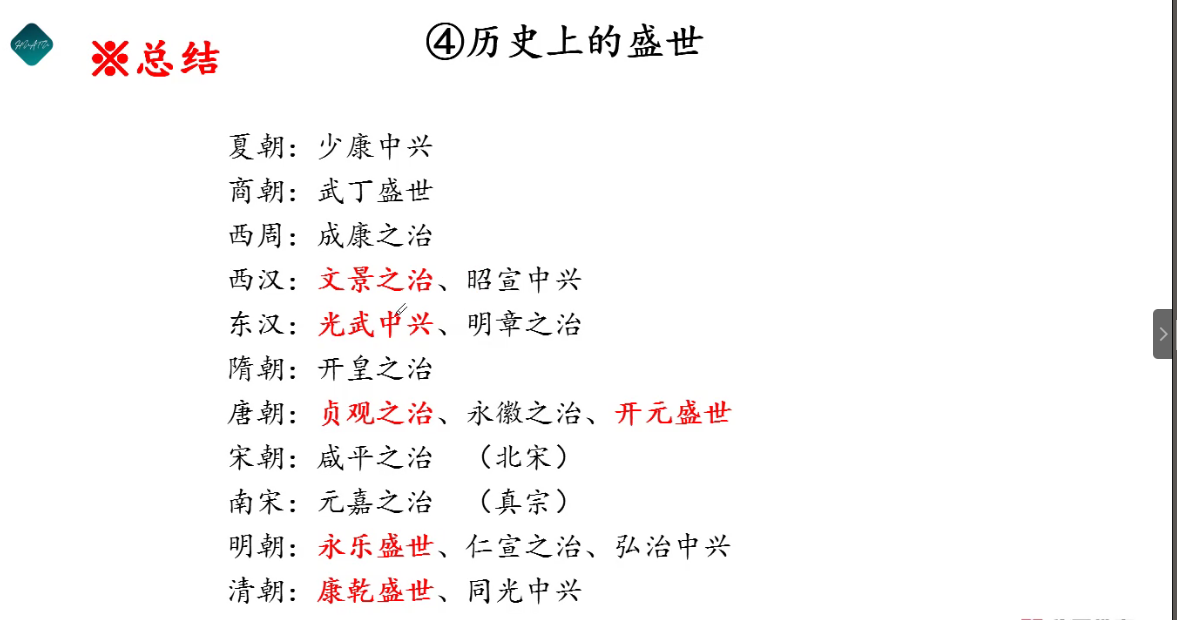 ※总结
④历史上的盛世
夏朝：少康中兴
商朝：武丁盛世
西周：成康之治
西汉：文景之治、昭宣中兴
东汉：光武中兴、明章之治
隋朝：开皇之治
唐朝：贞观之治、永徽之治、开元盛世
宋朝：咸平之治 （北宋）
南宋：元嘉之治 （真宗）
明朝：永乐盛世、仁宣之治、弘治中兴
清朝：康乾盛世、同光中兴